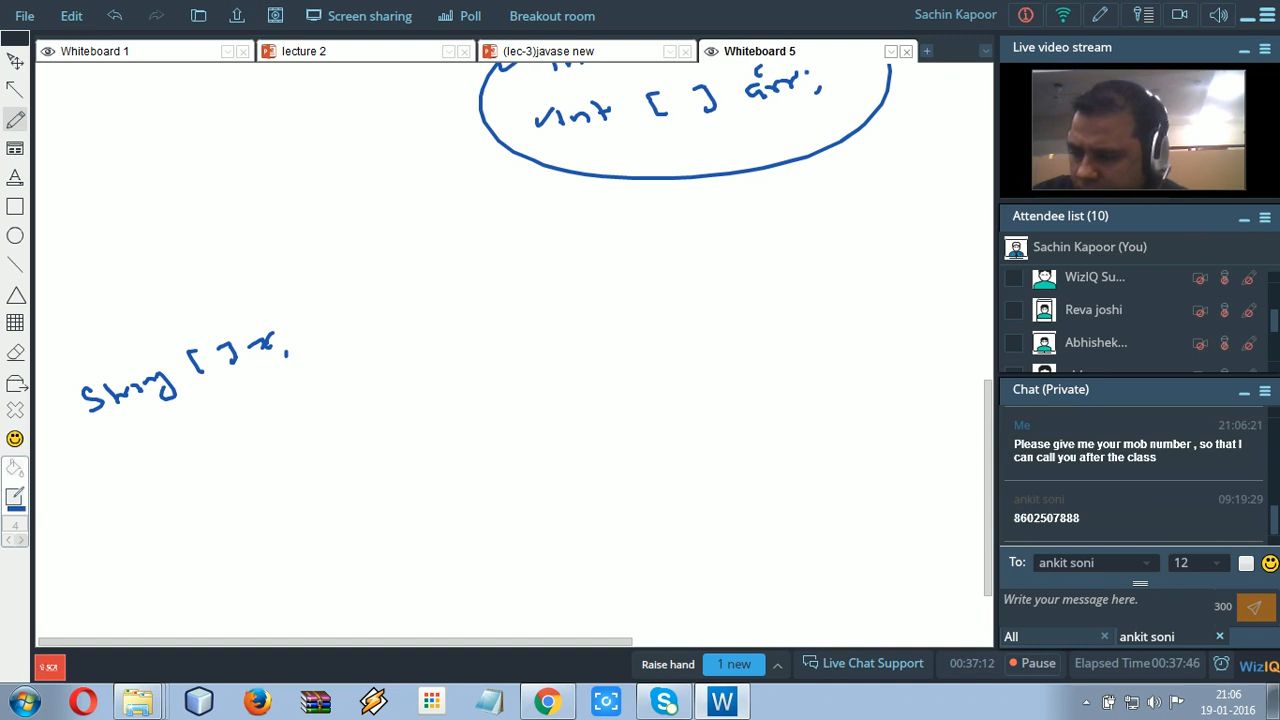 File Edit Screen sharing Poll Breakout room Sachin Kapoor
Whiteboard 1 lecture 2 (lec-3)javase new Whiteboard 5
int [ ] arr;
String [ ] x,
Live video stream
Attendee list (10)
Sachin Kapoor (You)
WizIQ Su...
Reva joshi
Abhishek...
Chat (Private)
Me 21:06:21
Please give me your mob number , so that I
can call you after the class
ankit soni 09:19:29
8602507888
To: ankit soni 12
Write your message here. 300
All ankit soni
4
Raise hand 1 new Live Chat Support 00:37:12 Pause Elapsed Time 00:37:46 WizIQ
SCA
21:06
19-01-2016